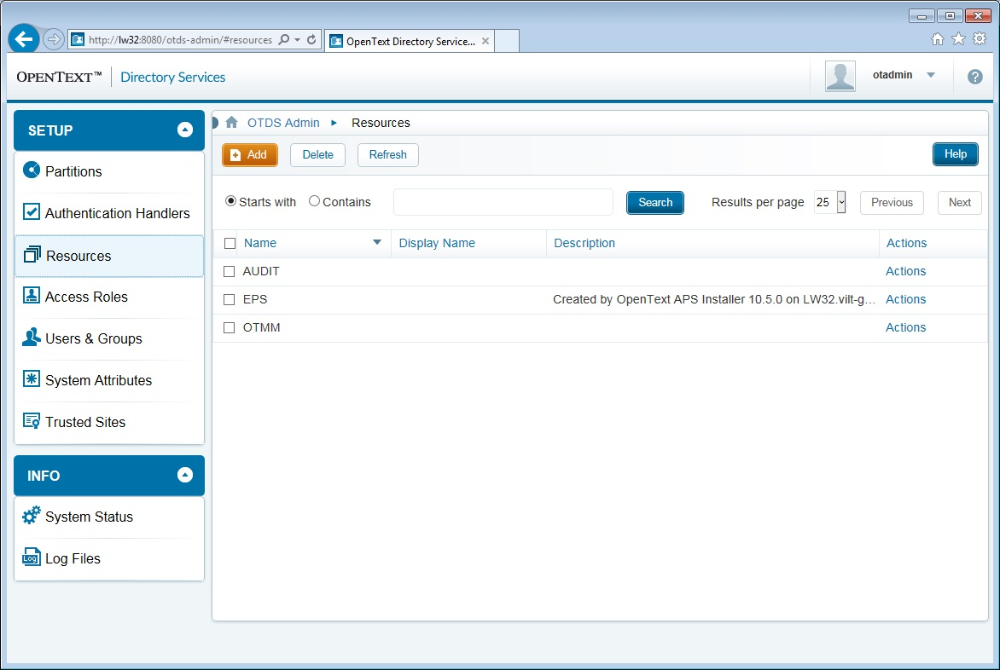 http://lw32:8080/otds-admin/#resources
OpenText Directory Service...
OPENTEXT™ Directory Services
otadmin
?
SETUP
Partitions
Authentication Handlers
Resources
Access Roles
Users & Groups
System Attributes
Trusted Sites
INFO
System Status
Log Files
LOG
OTDS Admin Resources
Add Delete Refresh Help
Starts with Contains Search Results per page 25 Previous Next
Name Display Name Description Actions
AUDIT Actions
EPS Created by OpenText APS Installer 10.5.0 on LW32.vilt-g... Actions
OTMM Actions